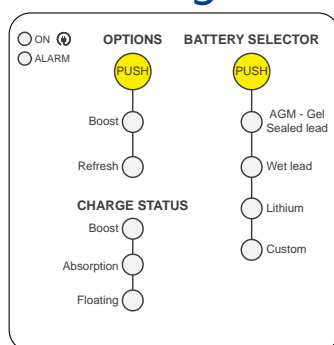 ON
ALARM
OPTIONS
PUSH
Boost
Refresh
BATTERY SELECTOR
PUSH
AGM - Gel
Sealed lead
Wet lead
Lithium
Custom
CHARGE STATUS
Boost
Absorption
Floating